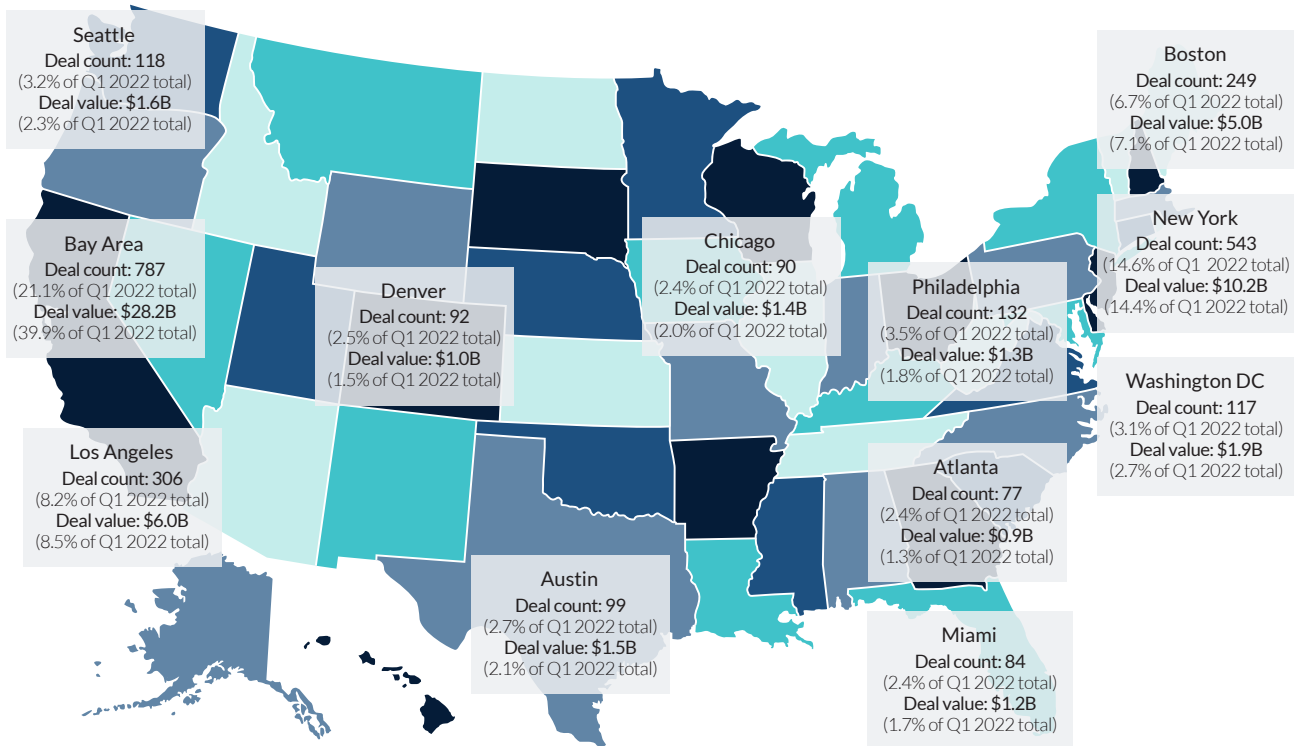 Seattle
Deal count: 118
(3.2% of Q1 2022 total)
Deal value: $1.6B
(2.3% of Q1 2022 total)
Boston
Deal count: 249
(6.7% of Q1 2022 total)
Deal value: $5.0B
(7.1% of Q1 2022 total)
Bay Area
Deal count: 787
(21.1% of Q1 2022 total)
Deal value: $28.2B
(39.9% of Q1 2022 total)
Denver
Deal count: 92
(2.5% of Q1 2022 total)
Deal value: $1.0B
(1.5% of Q1 2022 total)
Chicago
Deal count: 90
(2.4% of Q1 2022 total)
Deal value: $1.4B
(2.0% of Q1 2022 total)
Philadelphia
Deal count: 132
(3.5% of Q1 2022 total)
Deal value: $1.3B
(1.8% of Q1 2022 total)
New York
Deal count: 543
(14.6% of Q1 2022 total)
Deal value: $10.2B
(14.4% of Q1 2022 total)
Washington DC
Deal count: 117
(3.1% of Q1 2022 total)
Deal value: $1.9B
(2.7% of Q1 2022 total)
Los Angeles
Deal count: 306
(8.2% of Q1 2022 total)
Deal value: $6.0B
(8.5% of Q1 2022 total)
Atlanta
Deal count: 77
(2.4% of Q1 2022 total)
Deal value: $0.9B
(1.3% of Q1 2022 total)
Austin
Deal count: 99
(2.7% of Q1 2022 total)
Deal value: $1.5B
(2.1% of Q1 2022 total)
Miami
Deal count: 84
(2.4% of Q1 2022 total)
Deal value: $1.2B
(1.7% of Q1 2022 total)